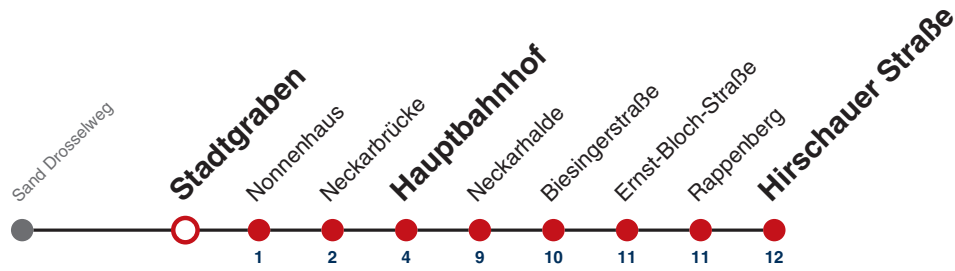 Sand Drosselweg
Stadtgraben
Nonnenhaus
Neckarbrücke
Hauptbahnhof
Neckarhalde
Biesingerstraße
Ernst-Bloch-Straße
Rappenberg
Hirschauer Straße
1 2 4 9 10 11 11 12